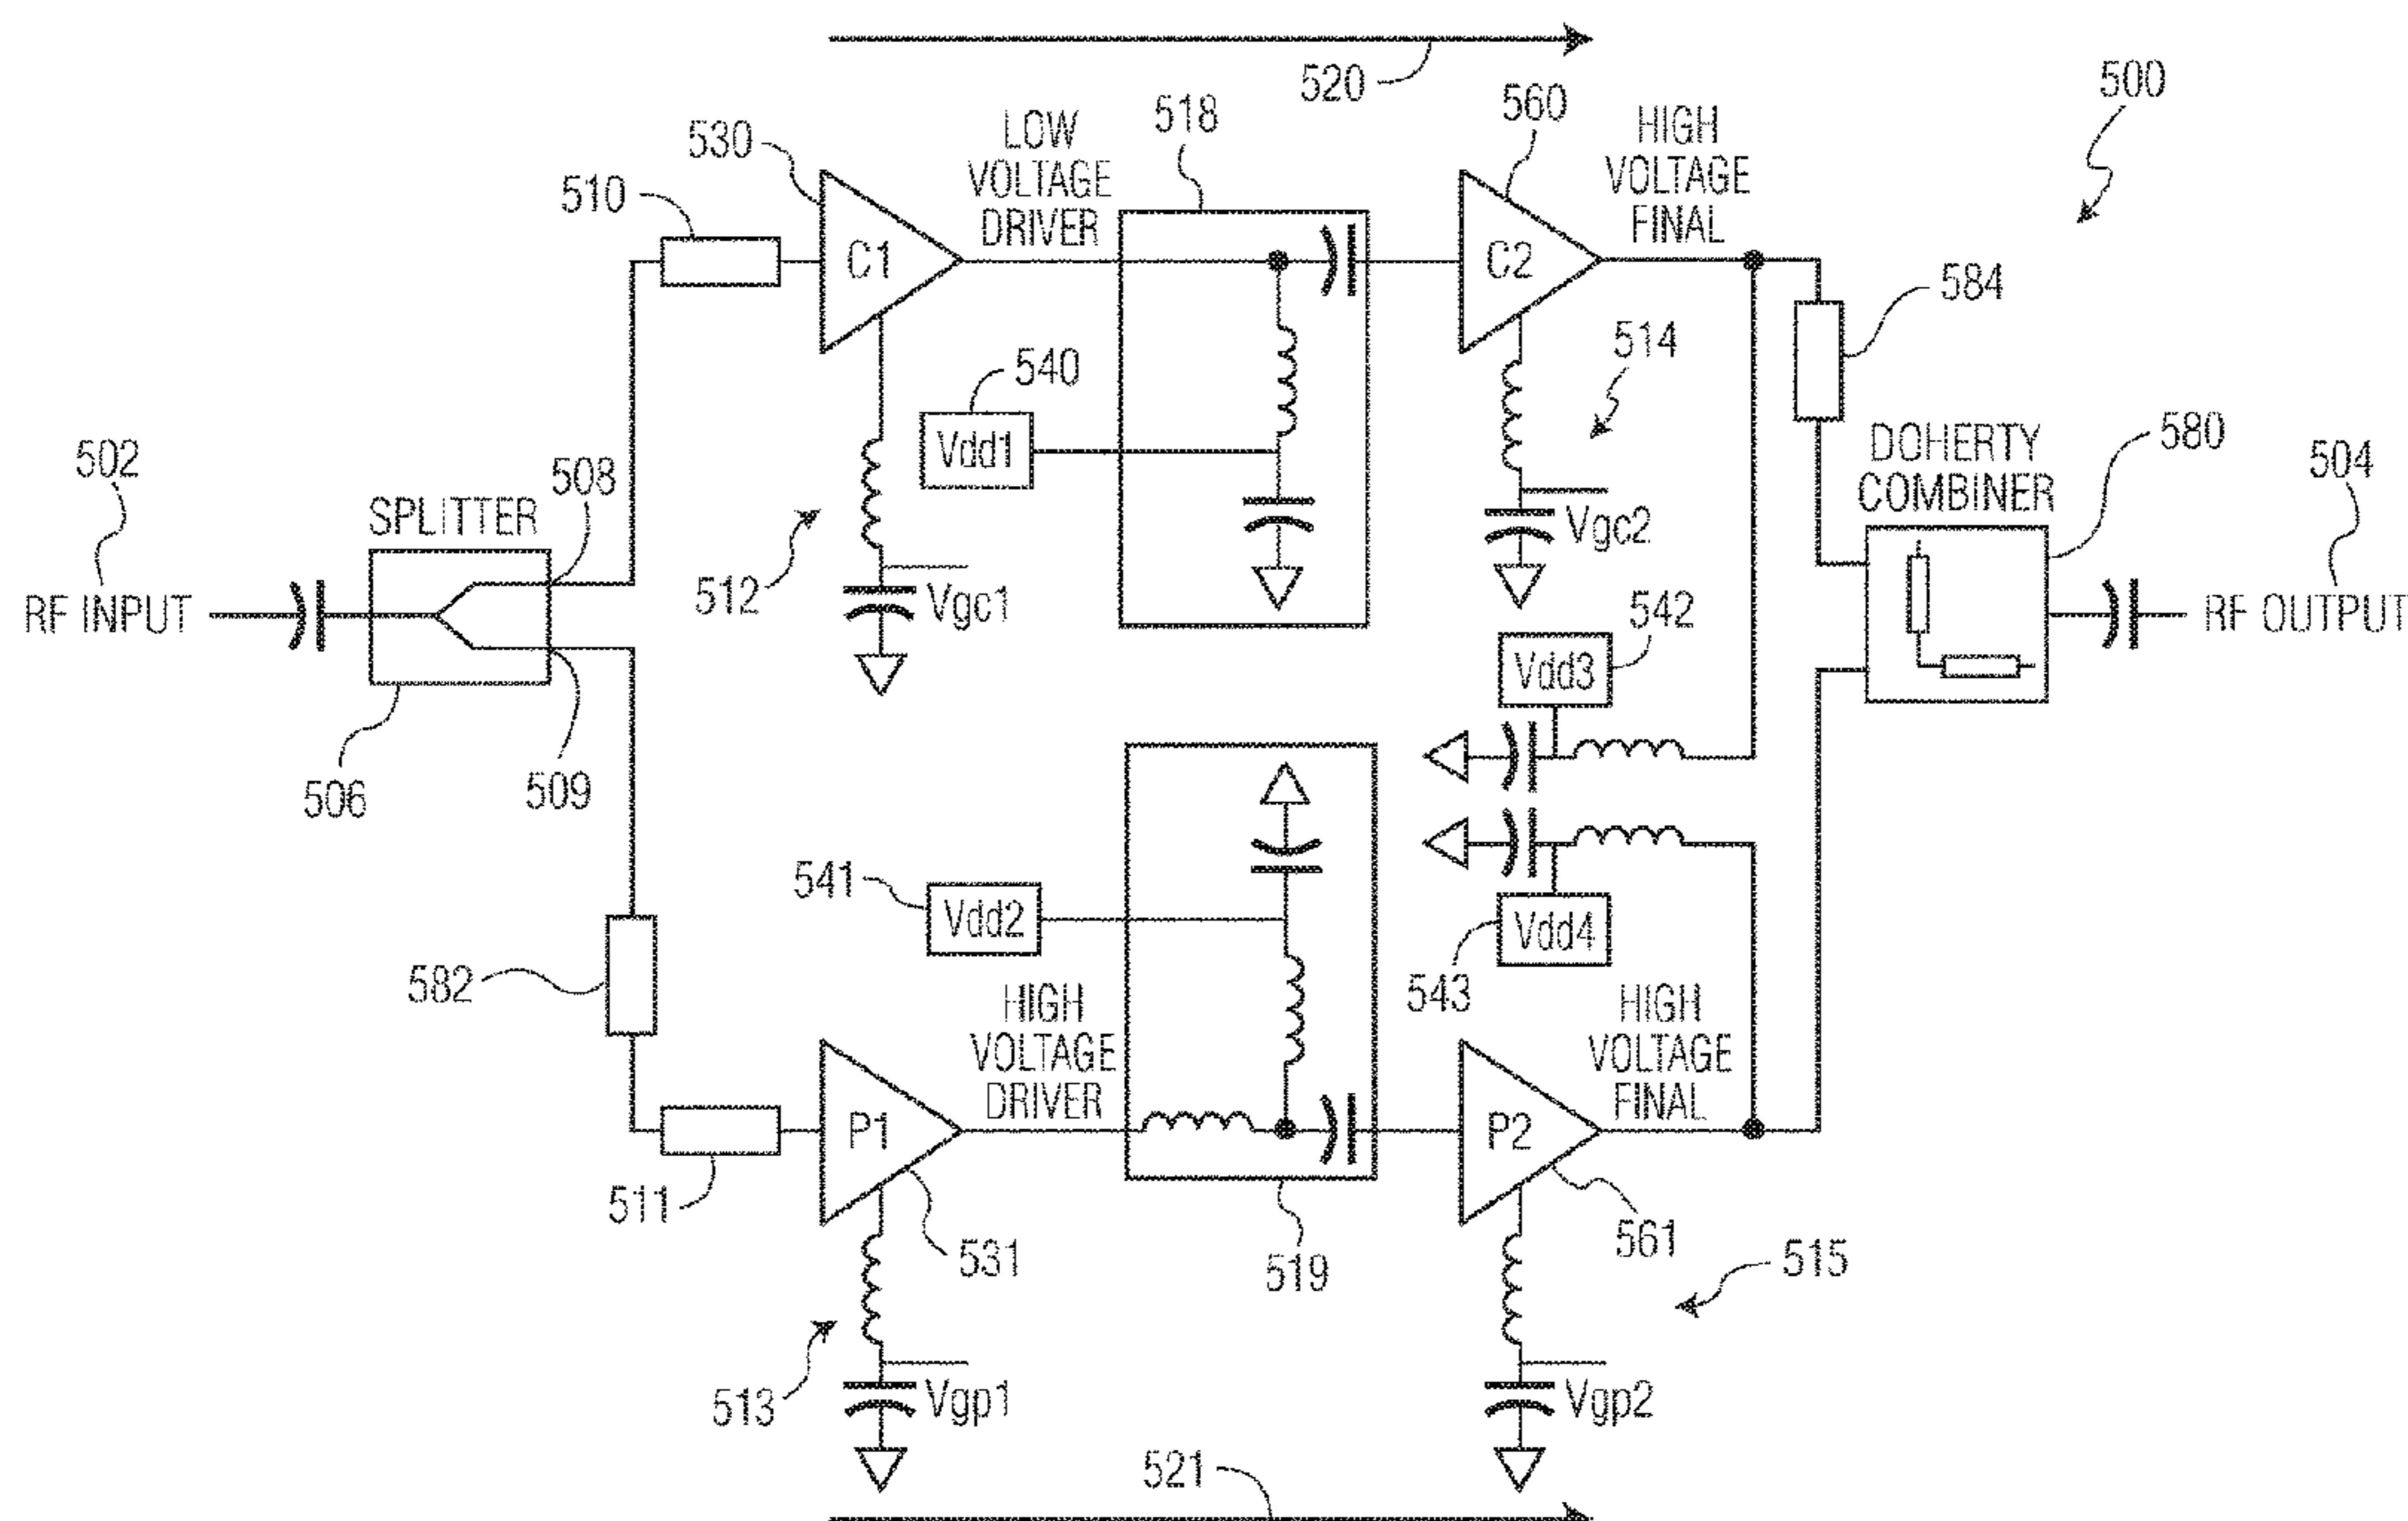 520
500
518
560
530
LOW
VOLTAGE
DRIVER
HIGH
VOLTAGE
FINAL
510
C1
C2
584
514
540
Vdd1
DOHERTY
COMBINER
580
502
508
504
SPLITTER
512
Vgc1
Vgc2
RF INPUT
542
RF OUTPUT
Vdd3
506
509
541
Vdd2
Vdd4
582
543
HIGH
VOLTAGE
DRIVER
HIGH
VOLTAGE
FINAL
P1
P2
511
531
519
561
515
513
Vgp1
Vgp2
521